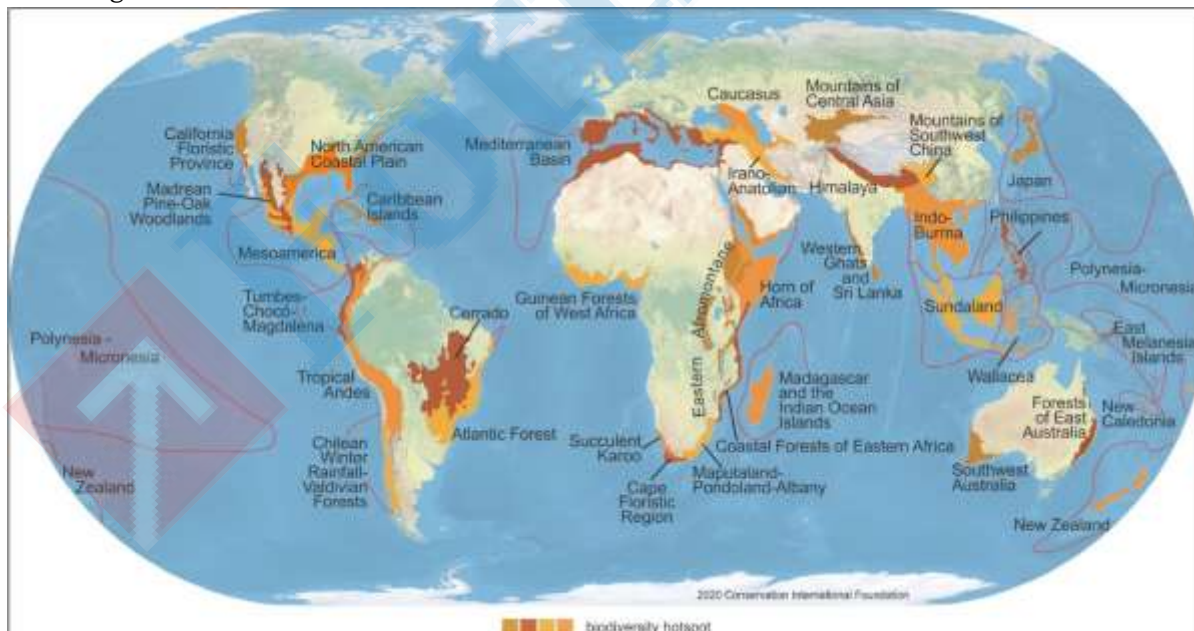 California
Floristic
Province
North American
Coastal Plain
Madrean
Pine-Oak
Woodlands
Caribbean
Islands
Mesoamerica
Tumbes-
Chocó-
Magdalena
Polynesia -
Micronesia
Cerrado
Tropical
Andes
Atlantic Forest
Chilean
Winter
Rainfall-
Valdivian
Forests
New
Zealand
Mediterranean
Basin
Caucasus
Mountains of
Central Asia
Mountains of
Southwest
China
Irano-
Anatolian
Himalaya
Japan
Philippines
Indo-
Burma
Western
Ghats
and
Sri Lanka
Guinean Forests
of West Africa
Eastern Afromontane
Horn of
Africa
Sundaland
Polynesia-
Micronesia
East
Melanesia
Islands
Wallacea
Madagascar
and the
Indian Ocean
Islands
Forests
of East
Australia
New
Caledonia
Succulent
Karoo
Coastal Forests of Eastern Africa
Cape
Floristic
Region
Maputaland-
Pondoland-Albany
Southwest
Australia
New Zealand
2020 Conservation International Foundation
biodiversity hotspot